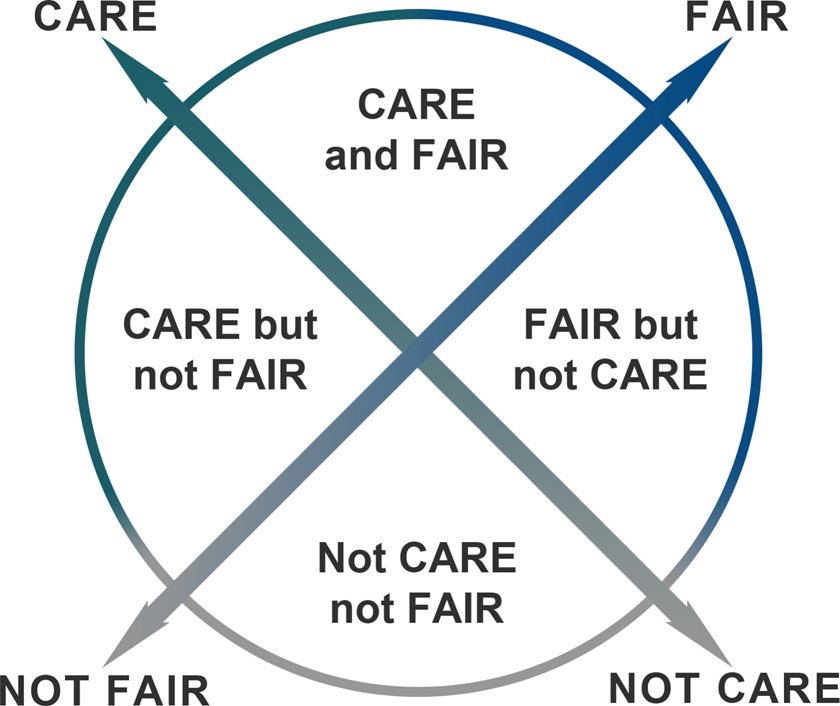 CARE
FAIR
CARE
and FAIR
CARE but
not FAIR
FAIR but
not CARE
Not CARE
not FAIR
NOT FAIR
NOT CARE